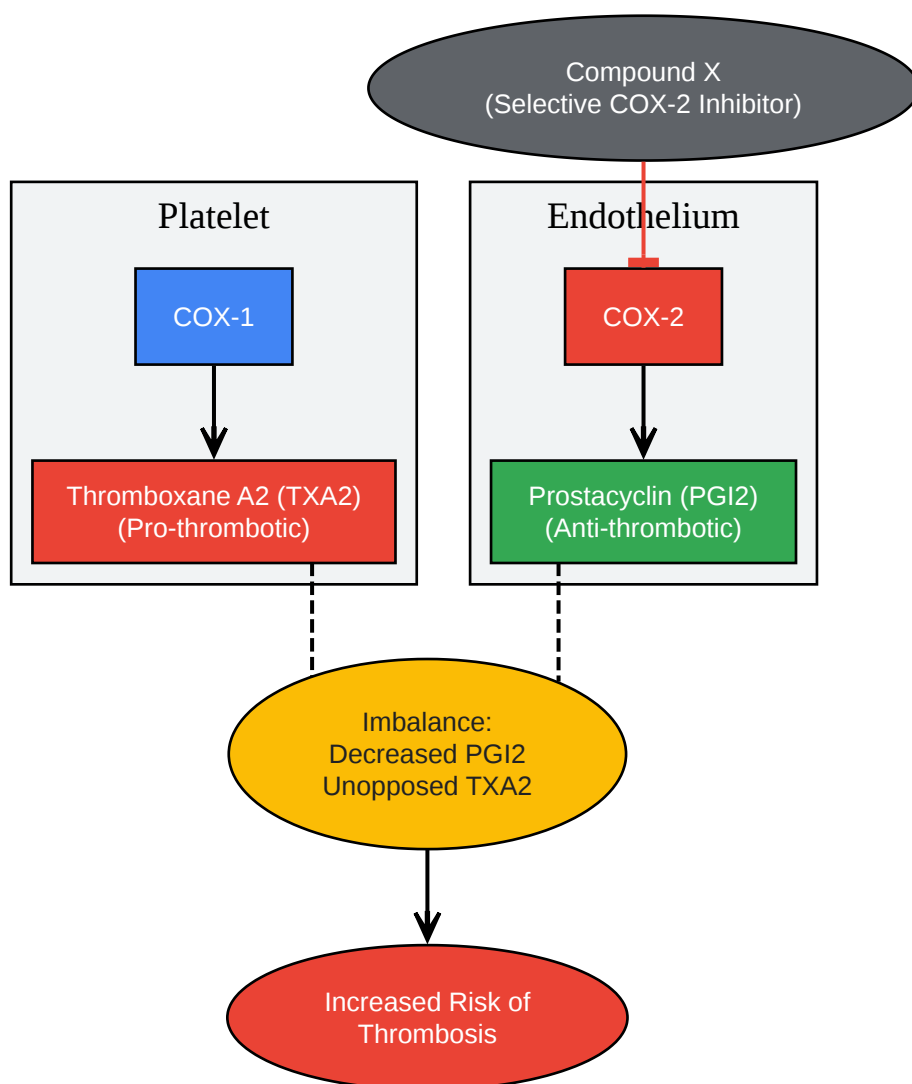 Compound X
(Selective COX-2 Inhibitor)
Platelet
Endothelium
COX-1
COX-2
Thromboxane A2 (TXA2)
(Pro-thrombotic)
Prostacyclin (PGI2)
(Anti-thrombotic)
Imbalance:
Decreased PGI2
Unopposed TXA2
Increased Risk of
Thrombosis